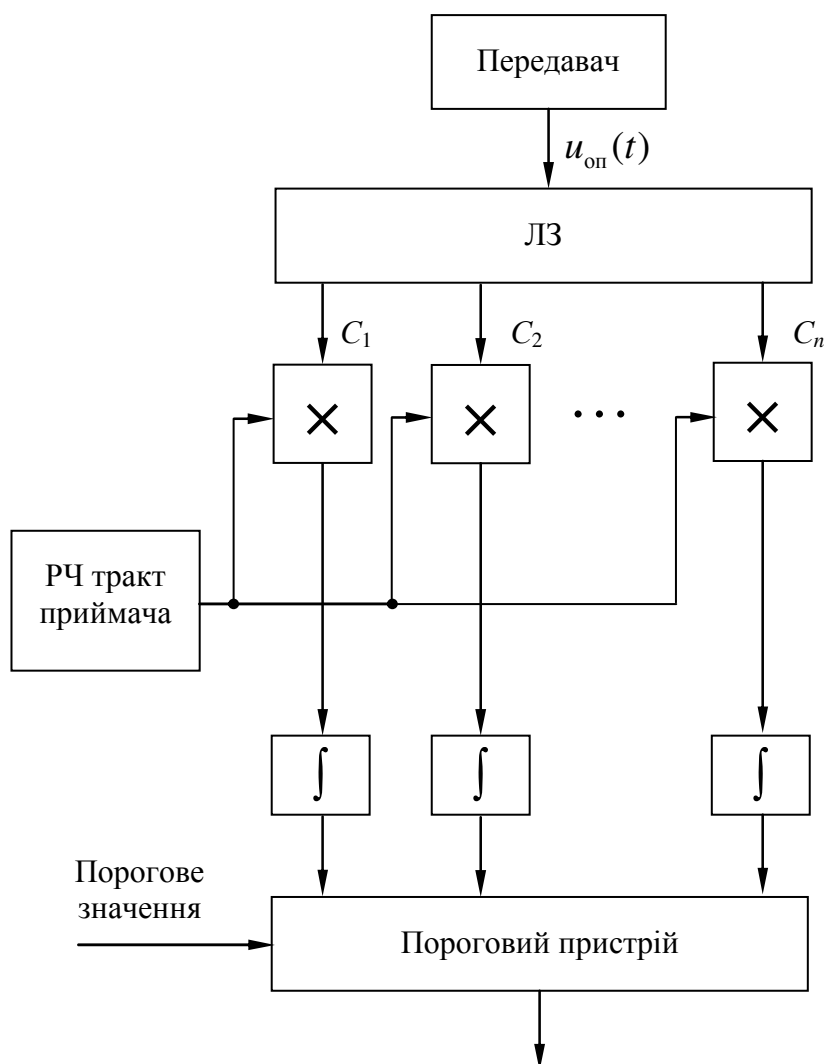 Передавач
u_оп(t)
ЛЗ
C₁
C₂
Cₙ
× × ··· ×
РЧ тракт
приймача
∫ ∫ ∫
Порогове
значення
Пороговий пристрій